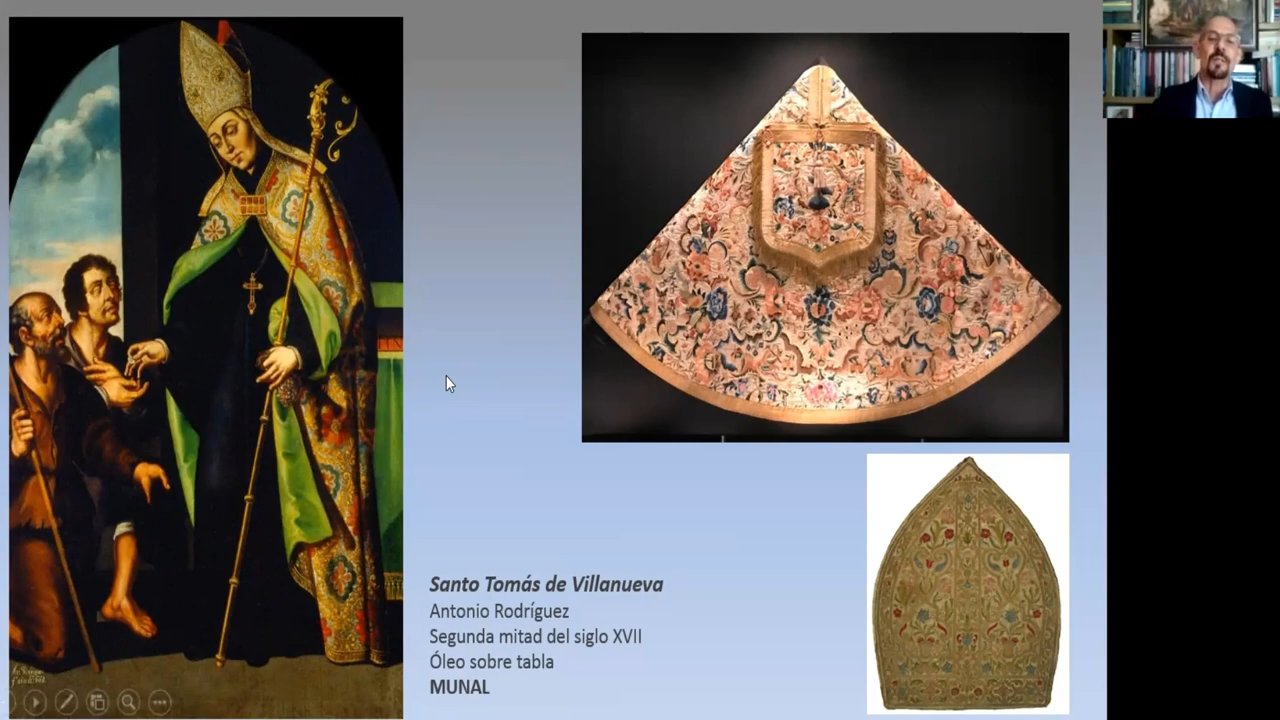 Santo Tomás de Villanueva
Antonio Rodríguez
Segunda mitad del siglo XVII
Óleo sobre tabla
MUNAL